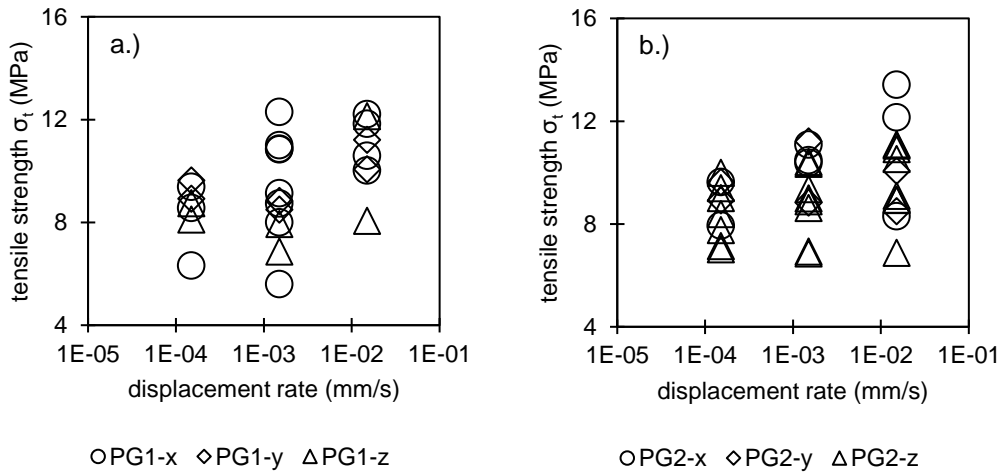 a.)
tensile strength σt (MPa)
16
12
8
4
1E-05 1E-04 1E-03 1E-02 1E-01
displacement rate (mm/s)
PG1-x PG1-y PG1-z
b.)
tensile strength σt (MPa)
16
12
8
4
1E-05 1E-04 1E-03 1E-02 1E-01
displacement rate (mm/s)
PG2-x PG2-y PG2-z